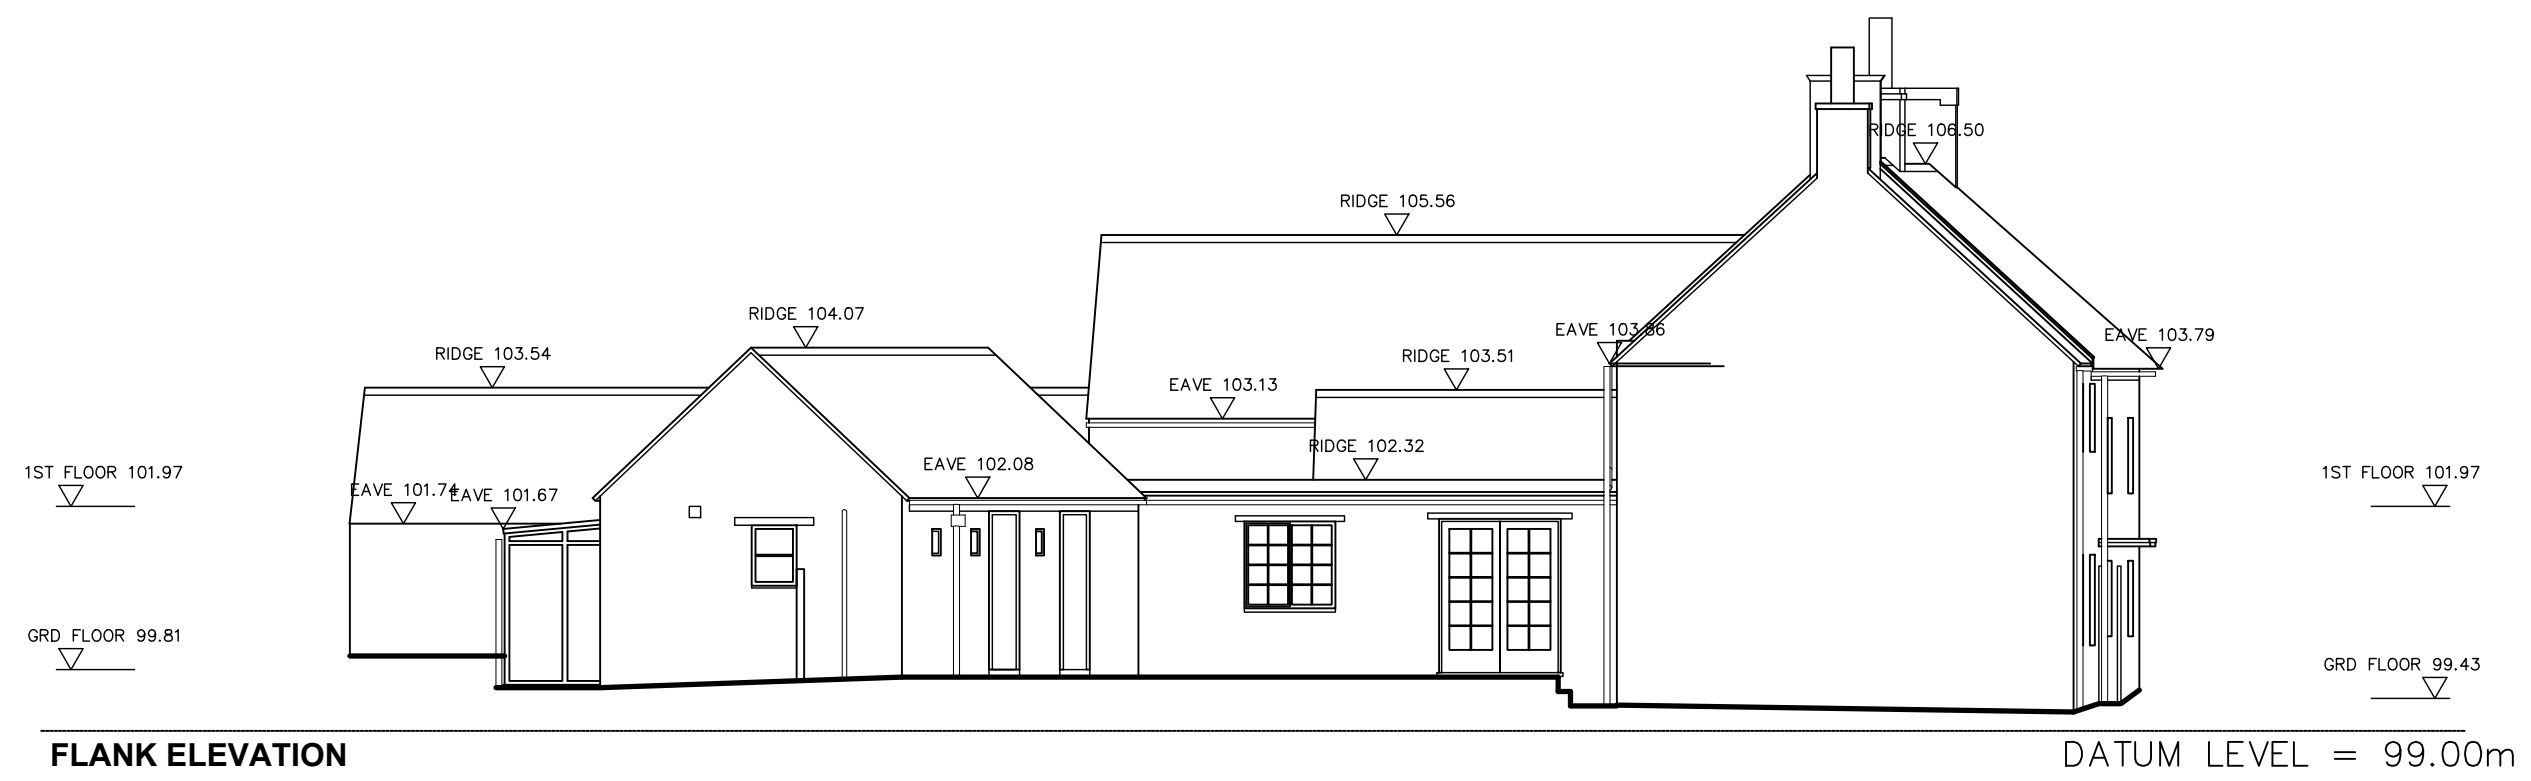 RIDGE 106.50
RIDGE 105.56
RIDGE 104.07
EAVE 103.86
EAVE 103.79
RIDGE 103.54
RIDGE 103.51
EAVE 103.13
RIDGE 102.32
EAVE 102.08
1ST FLOOR 101.97
1ST FLOOR 101.97
EAVE 101.74
EAVE 101.67
GRD FLOOR 99.81
GRD FLOOR 99.43
FLANK ELEVATION
DATUM LEVEL = 99.00m